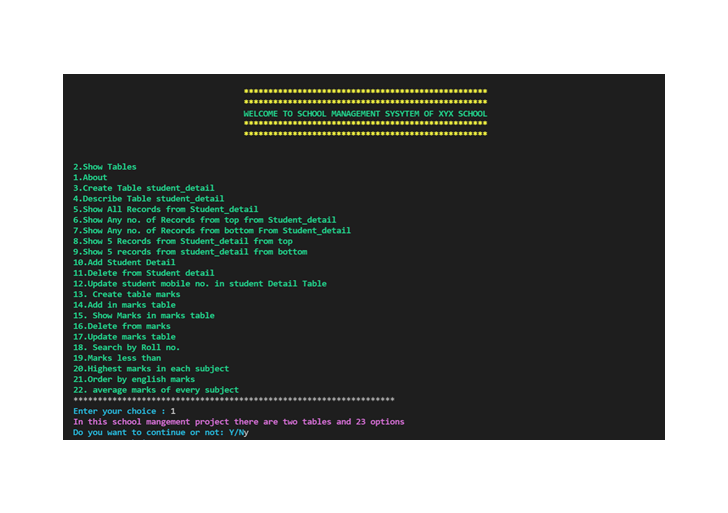 **************************************************
**************************************************
WELCOME TO SCHOOL MANAGEMENT SYSYTEM OF XYX SCHOOL
**************************************************
**************************************************
2.Show Tables
1.About
3.Create Table student_detail
4.Describe Table student_detail
5.Show All Records from Student_detail
6.Show Any no. of Records from top from Student_detail
7.Show Any no. of Records from bottom From Student_detail
8.Show 5 Records from Student_detail from top
9.Show 5 records from student_detail from bottom
10.Add Student Detail
11.Delete from Student detail
12.Update student mobile no. in student Detail Table
13. Create table marks
14.Add in marks table
15. Show Marks in marks table
16.Delete from marks
17.Update marks table
18. Search by Roll no.
19.Marks less than
20.Highest marks in each subject
21.Order by english marks
22. average marks of every subject
******************************************************************
Enter your choice : 1
In this school mangement project there are two tables and 23 options
Do you want to continue or not: Y/Ny